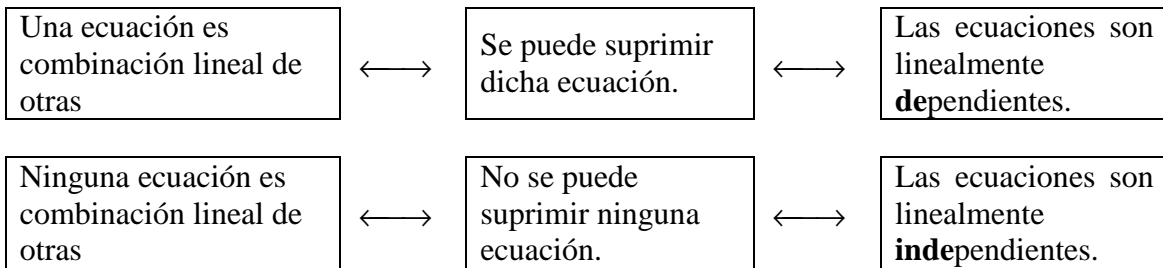 Una ecuación es
combinación lineal de
otras
Se puede suprimir
dicha ecuación.
Las ecuaciones son
linealmente
dependientes.
Ninguna ecuación es
combinación lineal de
otras
No se puede
suprimir ninguna
ecuación.
Las ecuaciones son
linealmente
independientes.